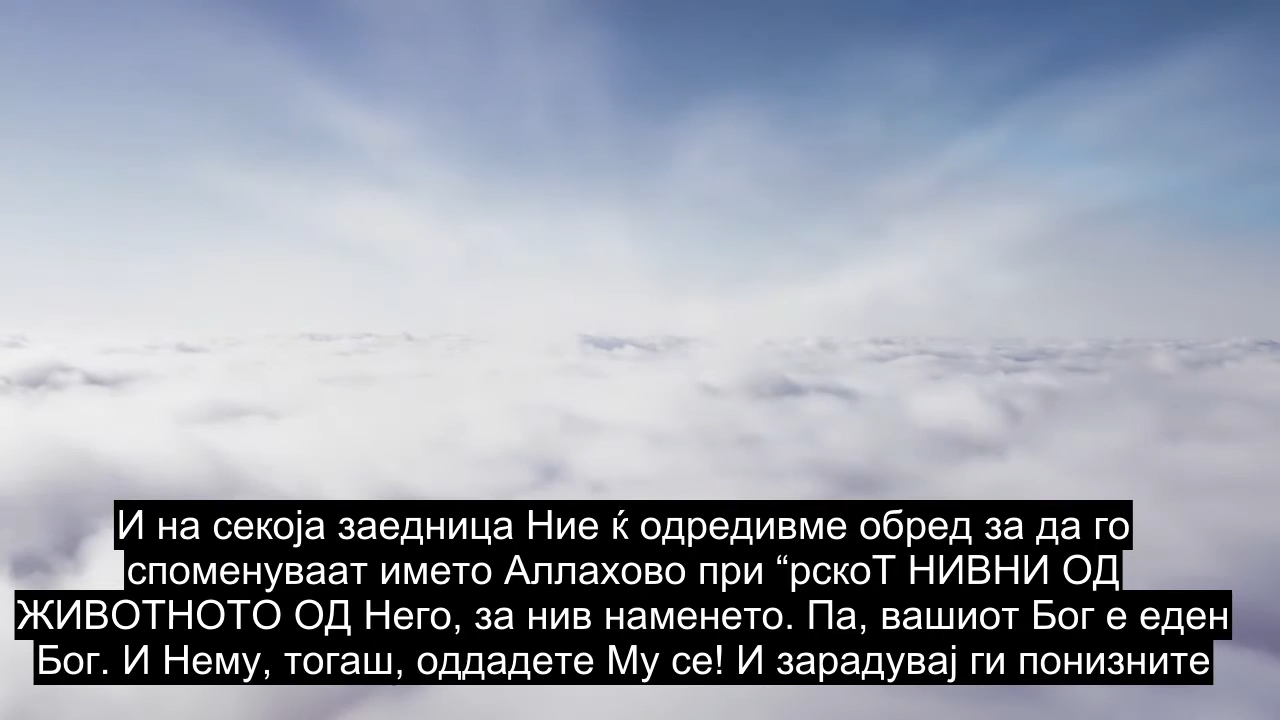 И на секоја заедница Ние ќ одредивме обред за да го
споменуваат името Аллахово при “рскоТ НИВНИ ОД
ЖИВОТНОТО ОД Него, за нив наменето. Па, вашиот Бог е еден
Бог. И Нему, тогаш, оддадете Му се! И зарадувај ги понизните